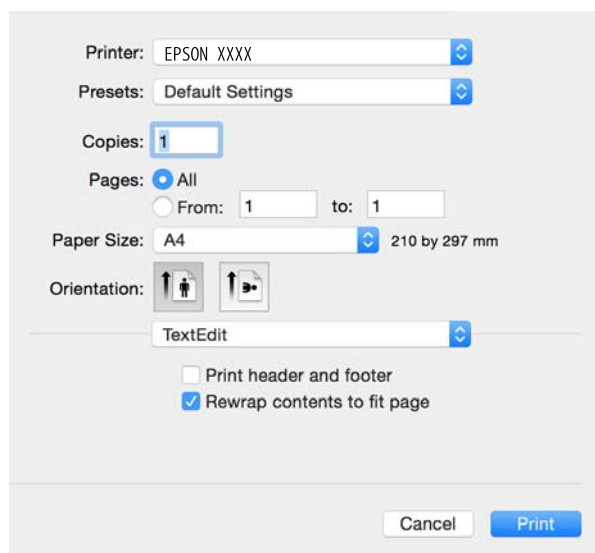 Printer: EPSON XXXX
Presets: Default Settings
Copies: 1
Pages: All
From: 1 to: 1
Paper Size: A4 210 by 297 mm
Orientation:
TextEdit
Print header and footer
Rewrap contents to fit page
Cancel Print